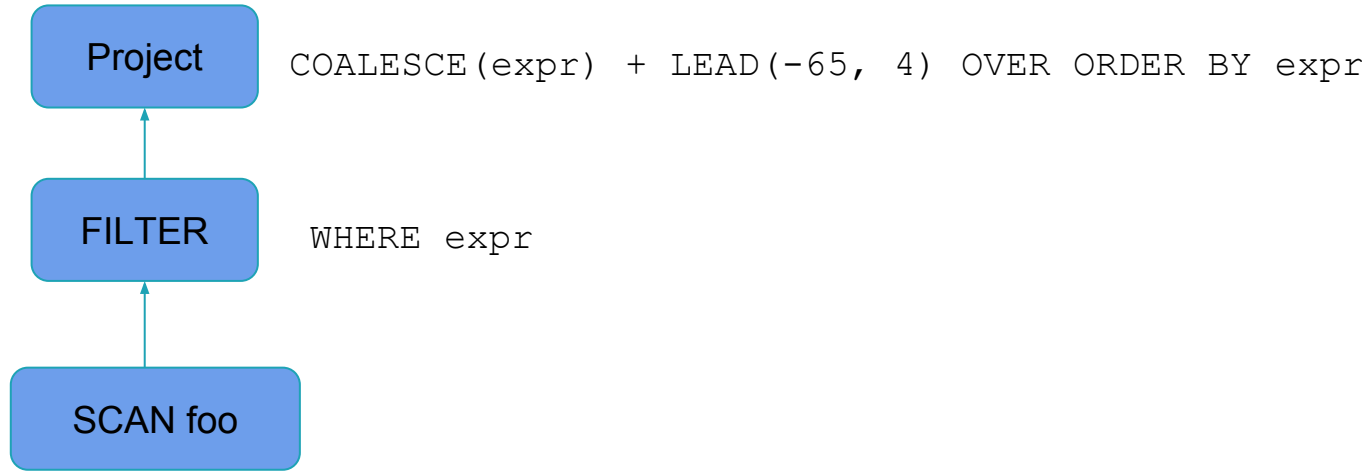 Project
COALESCE(expr) + LEAD(-65, 4) OVER ORDER BY expr
FILTER
WHERE expr
SCAN foo